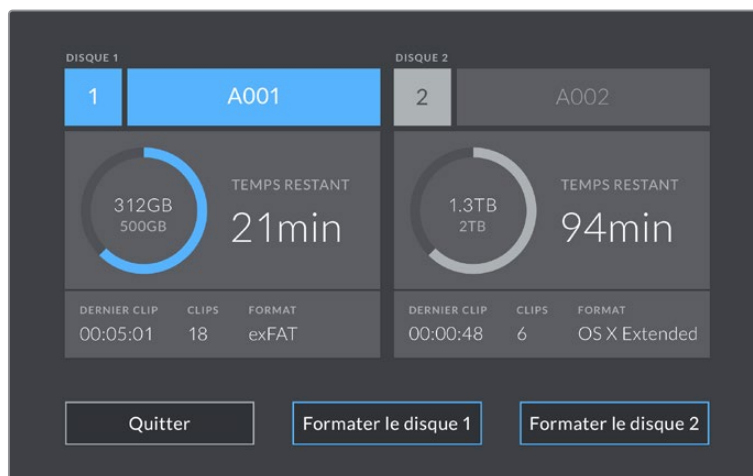 DISQUE 1
1
A001
312GB
500GB
TEMPS RESTANT
21min
DERNIER CLIP CLIPS FORMAT
00:05:01 18 exFAT
DISQUE 2
2
A002
1.3TB
2TB
TEMPS RESTANT
94min
DERNIER CLIP CLIPS FORMAT
00:00:48 6 OS X Extended
Quitter
Formater le disque 1
Formater le disque 2